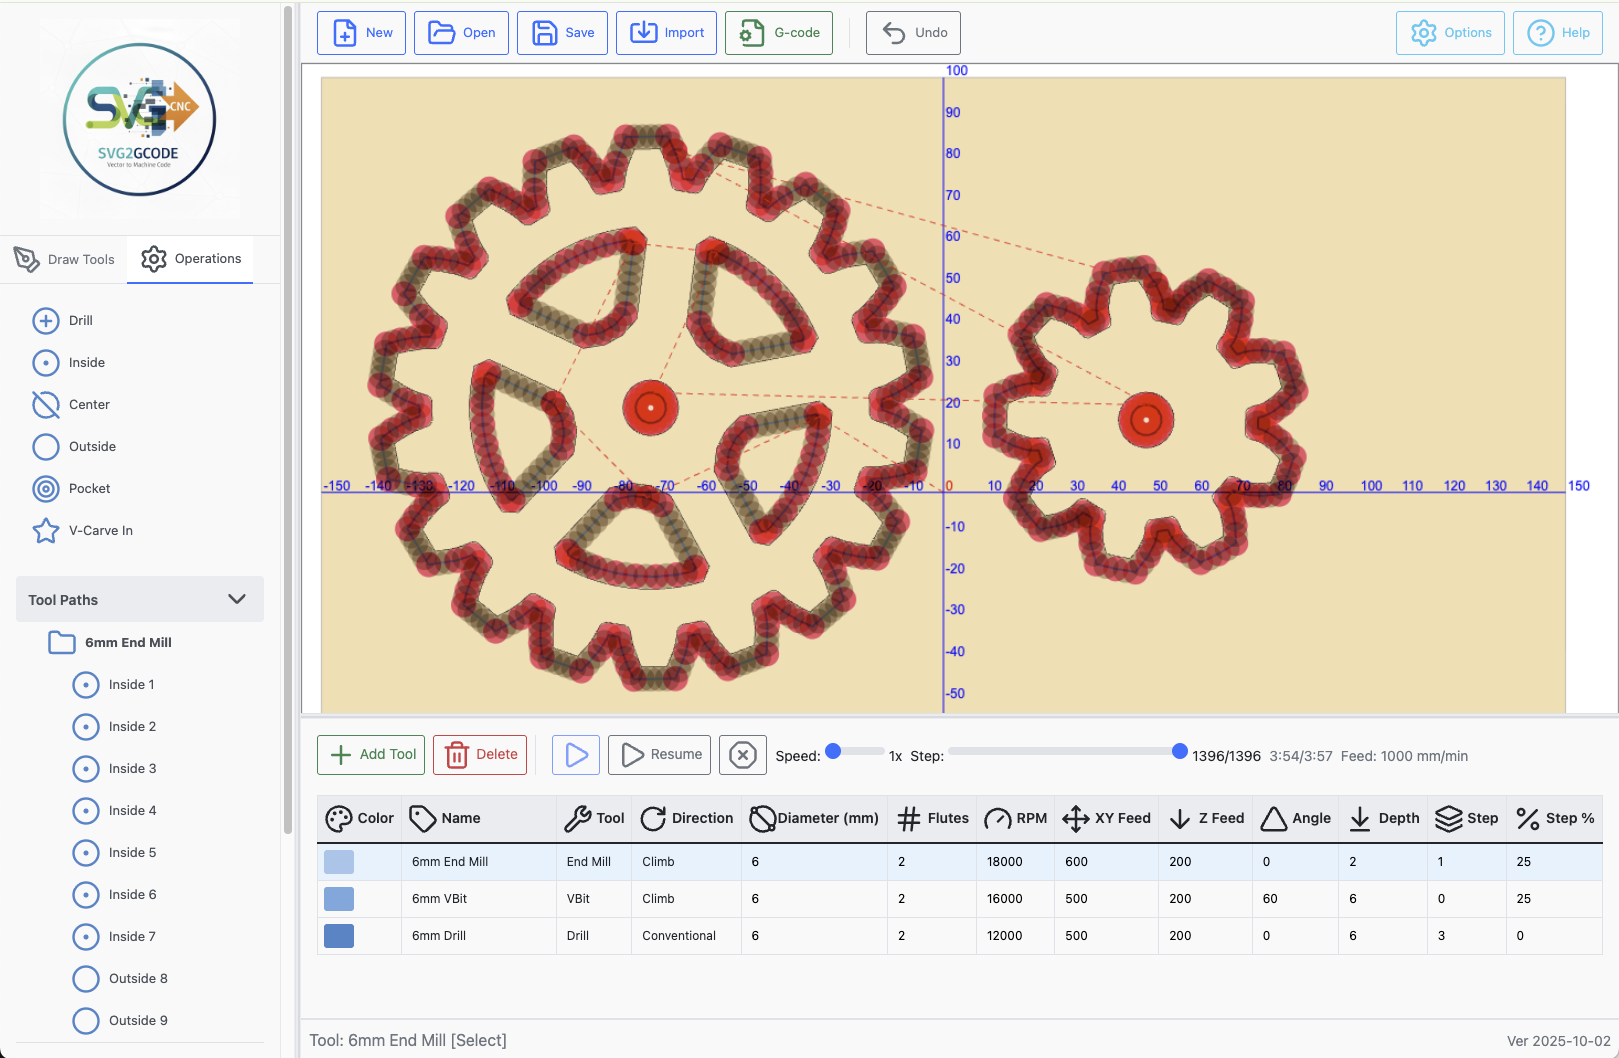 New
Open
Save
Import
G-code
Undo
Options
Help
SVG
CNC
SVG2GCODE
Vector to Machine Code
Draw Tools
Operations
Drill
Inside
Center
Outside
Pocket
V-Carve In
Tool Paths
6mm End Mill
Inside 1
Inside 2
Inside 3
Inside 4
Inside 5
Inside 6
Inside 7
Outside 8
Outside 9
100
90
80
70
60
50
40
30
20
10
-150 -140 -130 -120 -110 -100 -90 -80 -70 -60 -50 -40 -30 -20 -10 0 10 20 30 40 50 60 70 80 90 100 110 120 130 140 150
-10
-20
-30
-40
-50
Add Tool
Delete
Resume
Speed: 1x Step: 1396/1396 3:54/3:57 Feed: 1000 mm/min
Color Name Tool Direction Diameter (mm) Flutes RPM XY Feed Z Feed Angle Depth Step Step %
6mm End Mill End Mill Climb 6 2 18000 600 200 0 2 1 25
6mm VBit VBit Climb 6 2 16000 500 200 60 6 0 25
6mm Drill Drill Conventional 6 2 12000 500 200 0 6 3 0
Tool: 6mm End Mill [Select]
Ver 2025-10-02